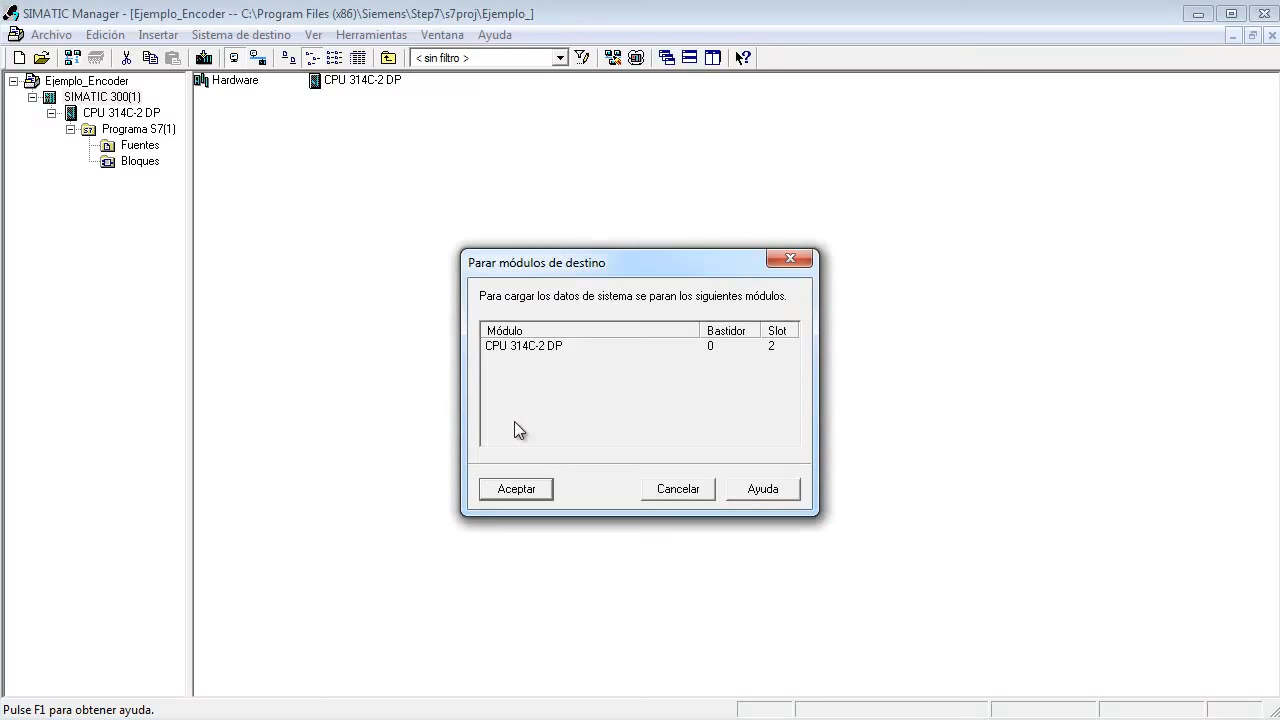 SIMATIC Manager - [Ejemplo_Encoder -- C:\Program Files (x86)\Siemens\Step7\s7proj\Ejemplo_]
Archivo Edición Insertar Sistema de destino Ver Herramientas Ventana Ayuda
< sin filtro >
Ejemplo_Encoder
SIMATIC 300(1)
CPU 314C-2 DP
Programa S7(1)
Fuentes
Bloques
Hardware CPU 314C-2 DP
Parar módulos de destino
Para cargar los datos de sistema se paran los siguientes módulos.
Módulo Bastidor Slot
CPU 314C-2 DP 0 2
Aceptar Cancelar Ayuda
Pulse F1 para obtener ayuda.